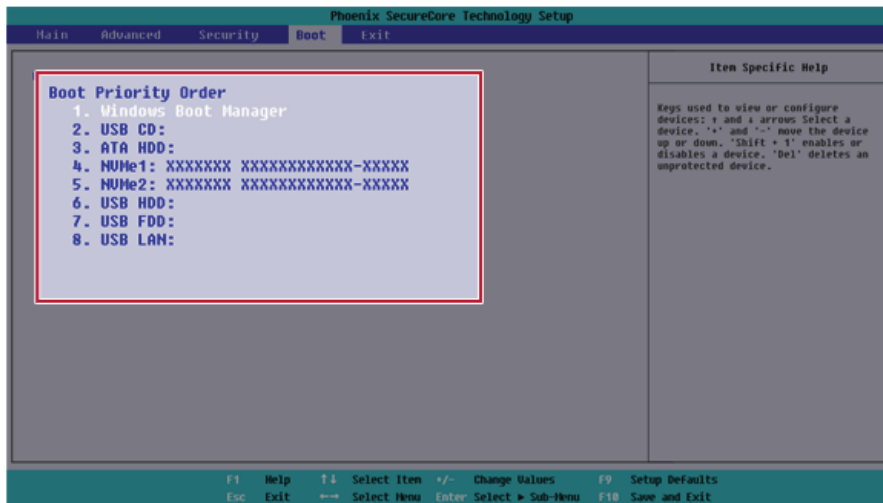 Phoenix SecureCore Technology Setup
Main Advanced Security Boot Exit
Boot Priority Order
1. Windows Boot Manager
2. USB CD:
3. ATA HDD:
4. NVMe1: XXXXXXX XXXXXXXXXXXX-XXXXX
5. NVMe2: XXXXXXX XXXXXXXXXXXX-XXXXX
6. USB HDD:
7. USB FDD:
8. USB LAN:
Item Specific Help
Keys used to view or configure
devices: ↑ and ↓ arrows Select a
device. '+' and '-' move the device
up or down. 'Shift + 1' enables or
disables a device. 'Del' deletes an
unprotected device.
F1 Help ↑↓ Select Item +/- Change Values F9 Setup Defaults
Esc Exit ←→ Select Menu Enter Select ▶ Sub-Menu F10 Save and Exit